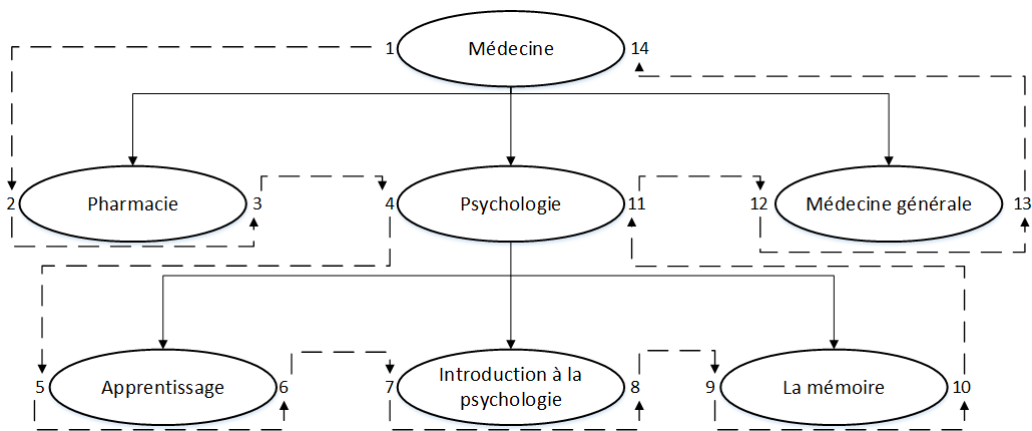 1 Médecine 14
2 Pharmacie 3 4 Psychologie 11 12 Médecine générale 13
5 Apprentissage 6 7 Introduction à la
psychologie 8 9 La mémoire 10